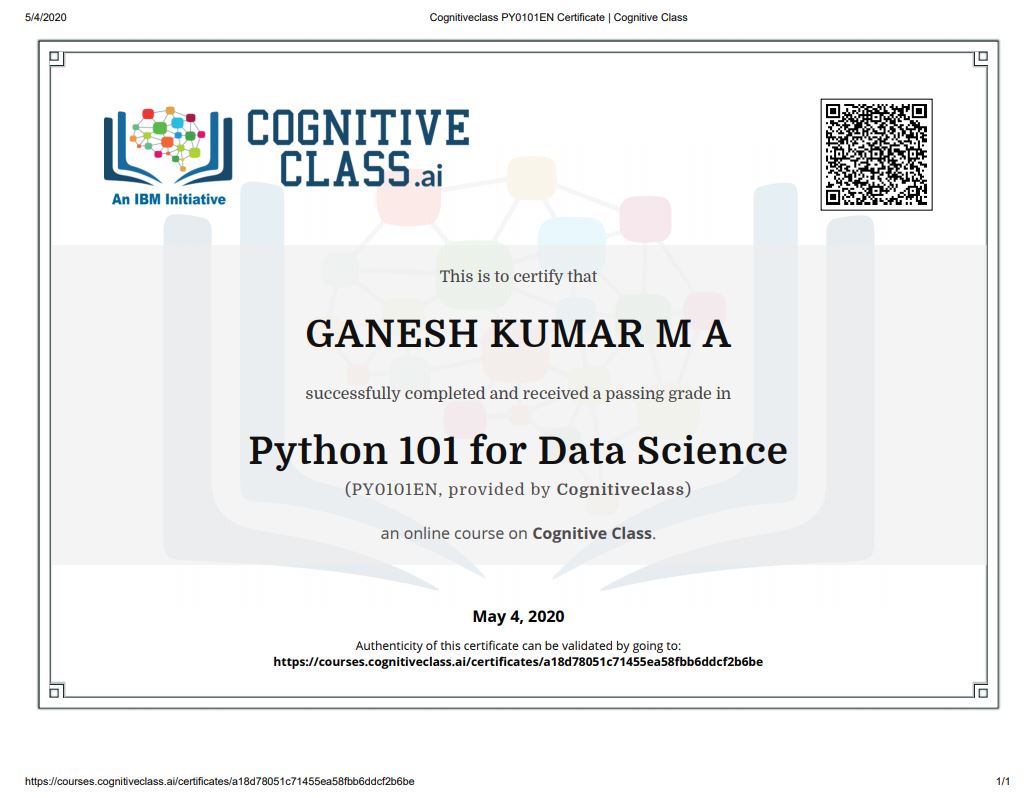 5/4/2020
Cognitiveclass PY0101EN Certificate | Cognitive Class
COGNITIVE
CLASS.ai
An IBM Initiative
This is to certify that
GANESH KUMAR M A
successfully completed and received a passing grade in
Python 101 for Data Science
(PY0101EN, provided by Cognitiveclass)
an online course on Cognitive Class.
May 4, 2020
Authenticity of this certificate can be validated by going to:
https://courses.cognitiveclass.ai/certificates/a18d78051c71455ea58fbb6ddcf2b6be
https://courses.cognitiveclass.ai/certificates/a18d78051c71455ea58fbb6ddcf2b6be
1/1